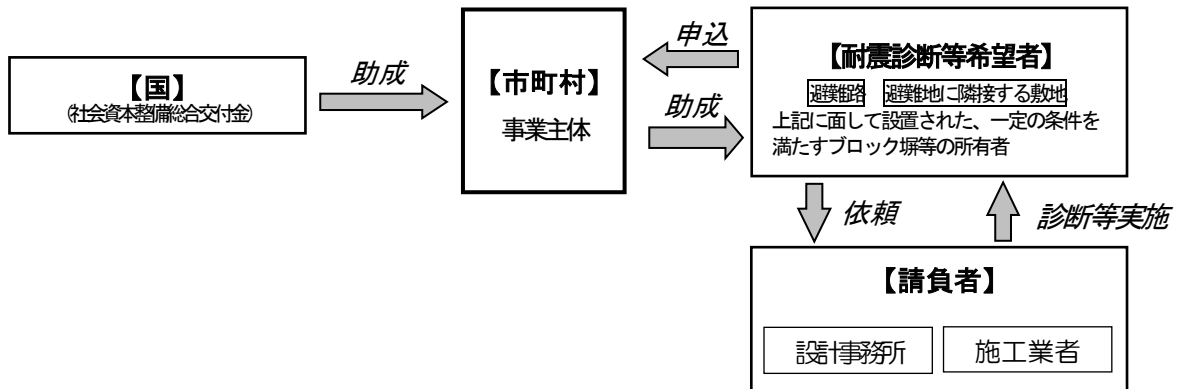 【国】
(社会資本整備総合交付金)
助成
【市町村】
事業主体
申込
助成
【耐震診断等希望者】
避難路 避難地に隣接する敷地
上記に面して設置された、一定の条件を
満たすブロック塀等の所有者
依頼
診断等実施
【請負者】
設計事務所
施工業者